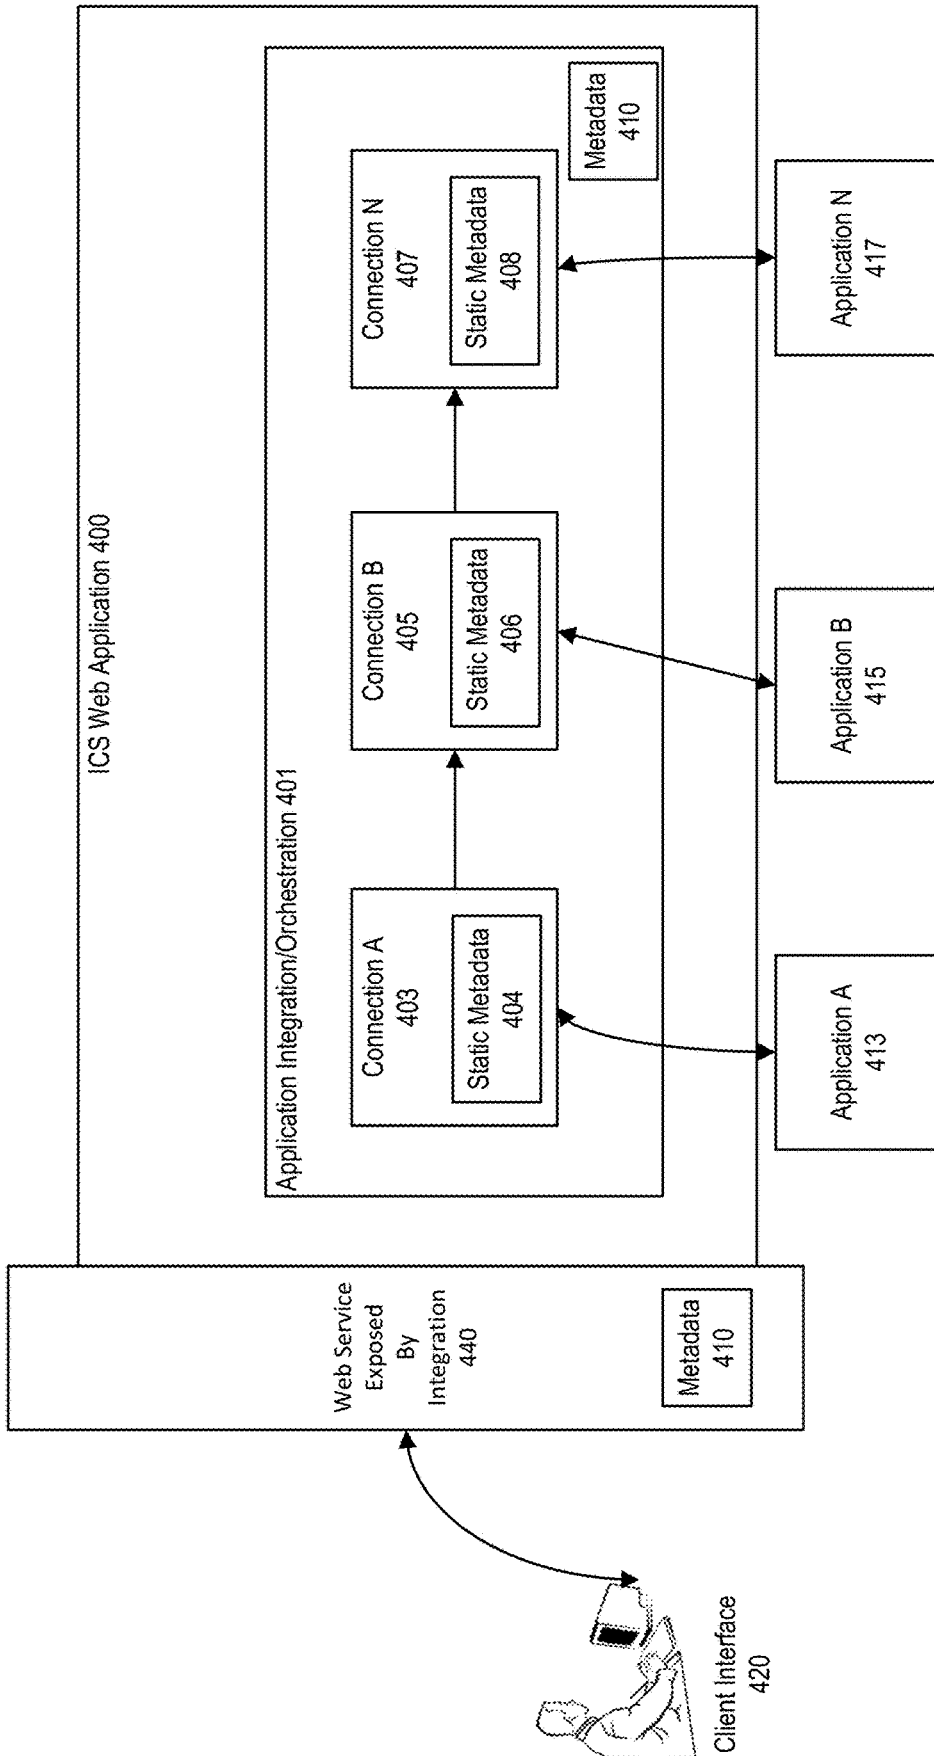 ICS Web Application 400
Application Integration/Orchestration 401
Web Service
Exposed
By
Integration
440
Metadata
410
Connection A
403
Static Metadata
404
Connection B
405
Static Metadata
406
Connection N
407
Static Metadata
408
Metadata
410
Client Interface
420
Application A
413
Application B
415
Application N
417